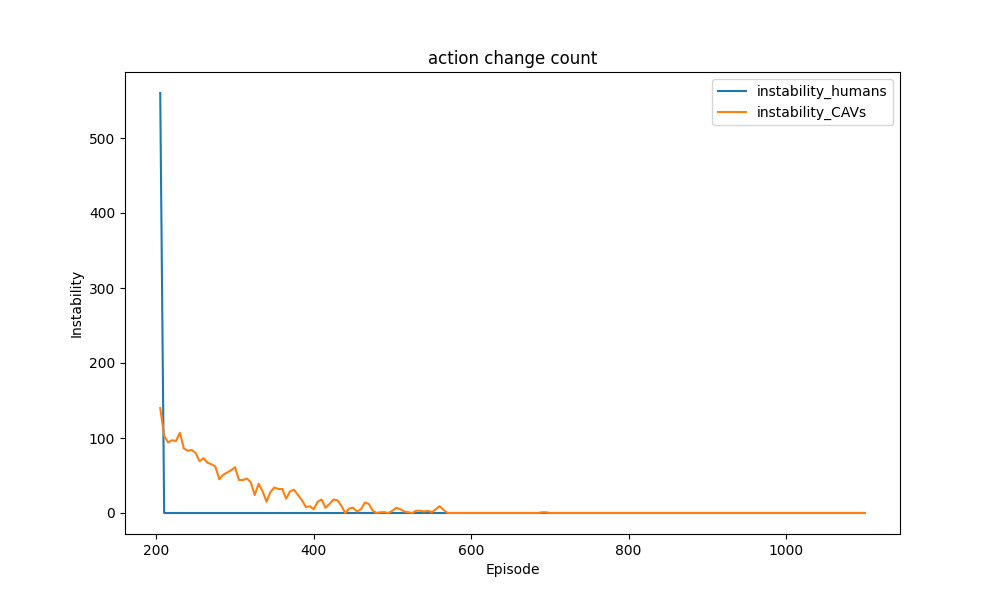 action change count
instability_humans
instability_CAVs
500
400
300
200
100
0
Instability
200
400
600
800
1000
Episode